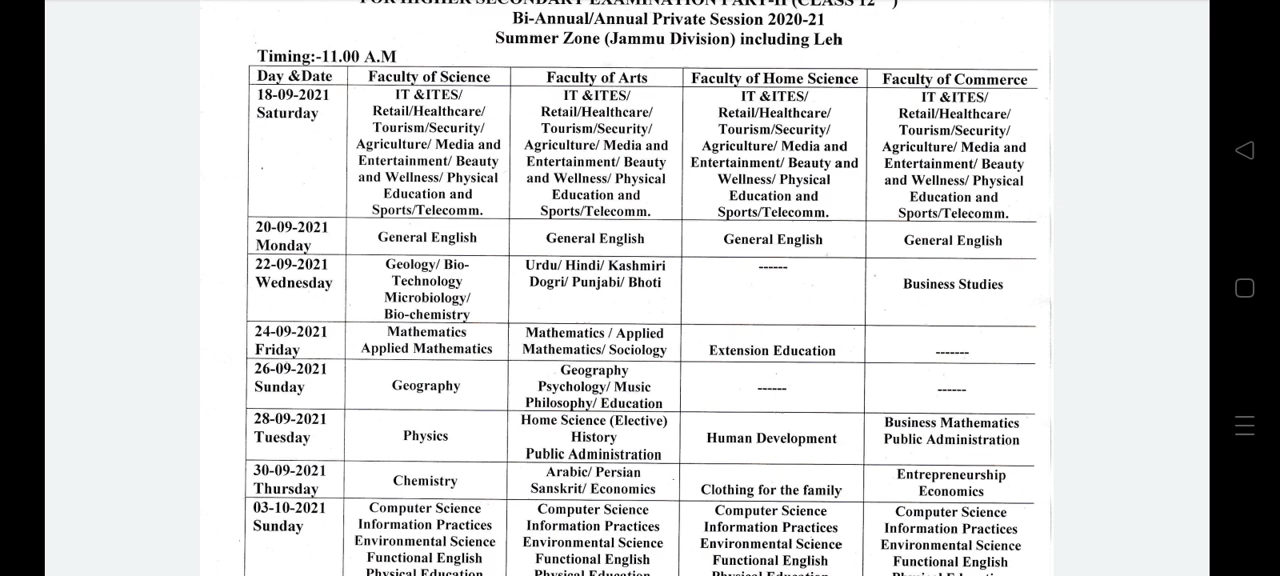 FOR HIGHER SECONDARY EXAMINATION PART-II (CLASS 12TH)
Bi-Annual/Annual Private Session 2020-21
Summer Zone (Jammu Division) including Leh
Timing:-11.00 A.M
Day &Date Faculty of Science Faculty of Arts Faculty of Home Science Faculty of Commerce
18-09-2021 IT &ITES/ IT &ITES/ IT &ITES/ IT &ITES/
Saturday Retail/Healthcare/ Retail/Healthcare/ Retail/Healthcare/ Retail/Healthcare/
Tourism/Security/ Tourism/Security/ Tourism/Security/ Tourism/Security/
Agriculture/ Media and Agriculture/ Media and Agriculture/ Media and Agriculture/ Media and
Entertainment/ Beauty Entertainment/ Beauty Entertainment/ Beauty and Entertainment/ Beauty
and Wellness/ Physical and Wellness/ Physical Wellness/ Physical and Wellness/ Physical
Education and Education and Education and Education and
Sports/Telecomm. Sports/Telecomm. Sports/Telecomm. Sports/Telecomm.
20-09-2021
Monday General English General English General English General English
22-09-2021 Geology/ Bio- Urdu/ Hindi/ Kashmiri ------
Wednesday Technology Dogri/ Punjabi/ Bhoti Business Studies
Microbiology/
Bio-chemistry
24-09-2021 Mathematics Mathematics / Applied
Friday Applied Mathematics Mathematics/ Sociology Extension Education -------
26-09-2021 Geography
Sunday Geography Psychology/ Music ------ ------
Philosophy/ Education
28-09-2021 Home Science (Elective) Business Mathematics
Tuesday Physics History Human Development Public Administration
Public Administration
30-09-2021 Arabic/ Persian Entrepreneurship
Thursday Chemistry Sanskrit/ Economics Clothing for the family Economics
03-10-2021 Computer Science Computer Science Computer Science Computer Science
Sunday Information Practices Information Practices Information Practices Information Practices
Environmental Science Environmental Science Environmental Science Environmental Science
Functional English Functional English Functional English Functional English
Physical Education Physical Education Physical Education Physical Education